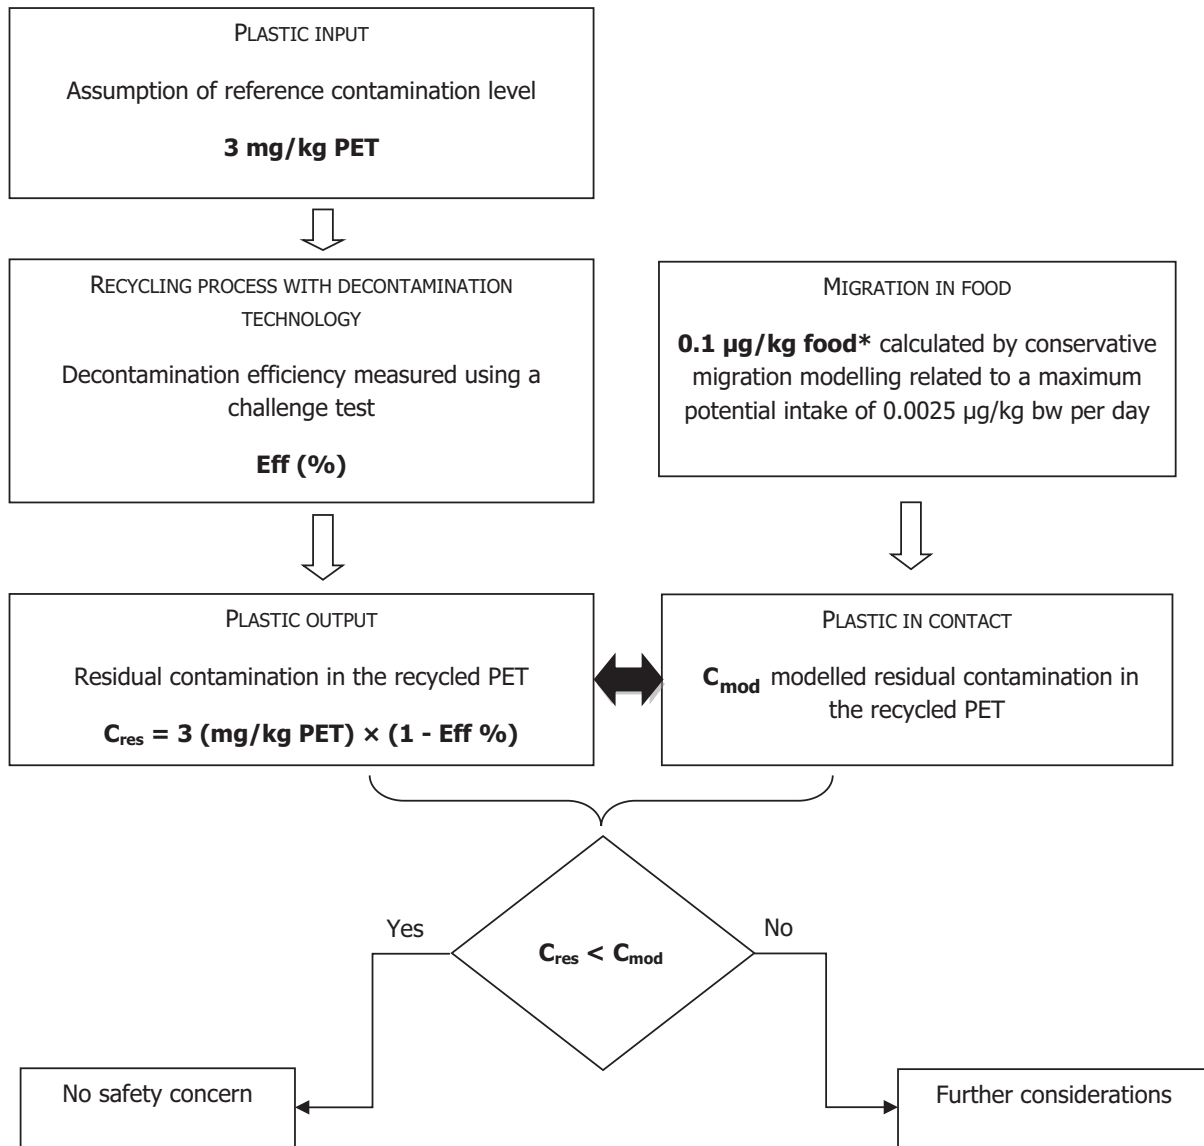 PLASTIC INPUT
Assumption of reference contamination level
3 mg/kg PET
RECYCLING PROCESS WITH DECONTAMINATION
TECHNOLOGY
Decontamination efficiency measured using a
challenge test
Eff (%)
MIGRATION IN FOOD
0.1 µg/kg food* calculated by conservative
migration modelling related to a maximum
potential intake of 0.0025 µg/kg bw per day
PLASTIC OUTPUT
Residual contamination in the recycled PET
Cres = 3 (mg/kg PET) × (1 - Eff %)
PLASTIC IN CONTACT
Cmod modelled residual contamination in
the recycled PET
Yes
No
Cres < Cmod
No safety concern
Further considerations